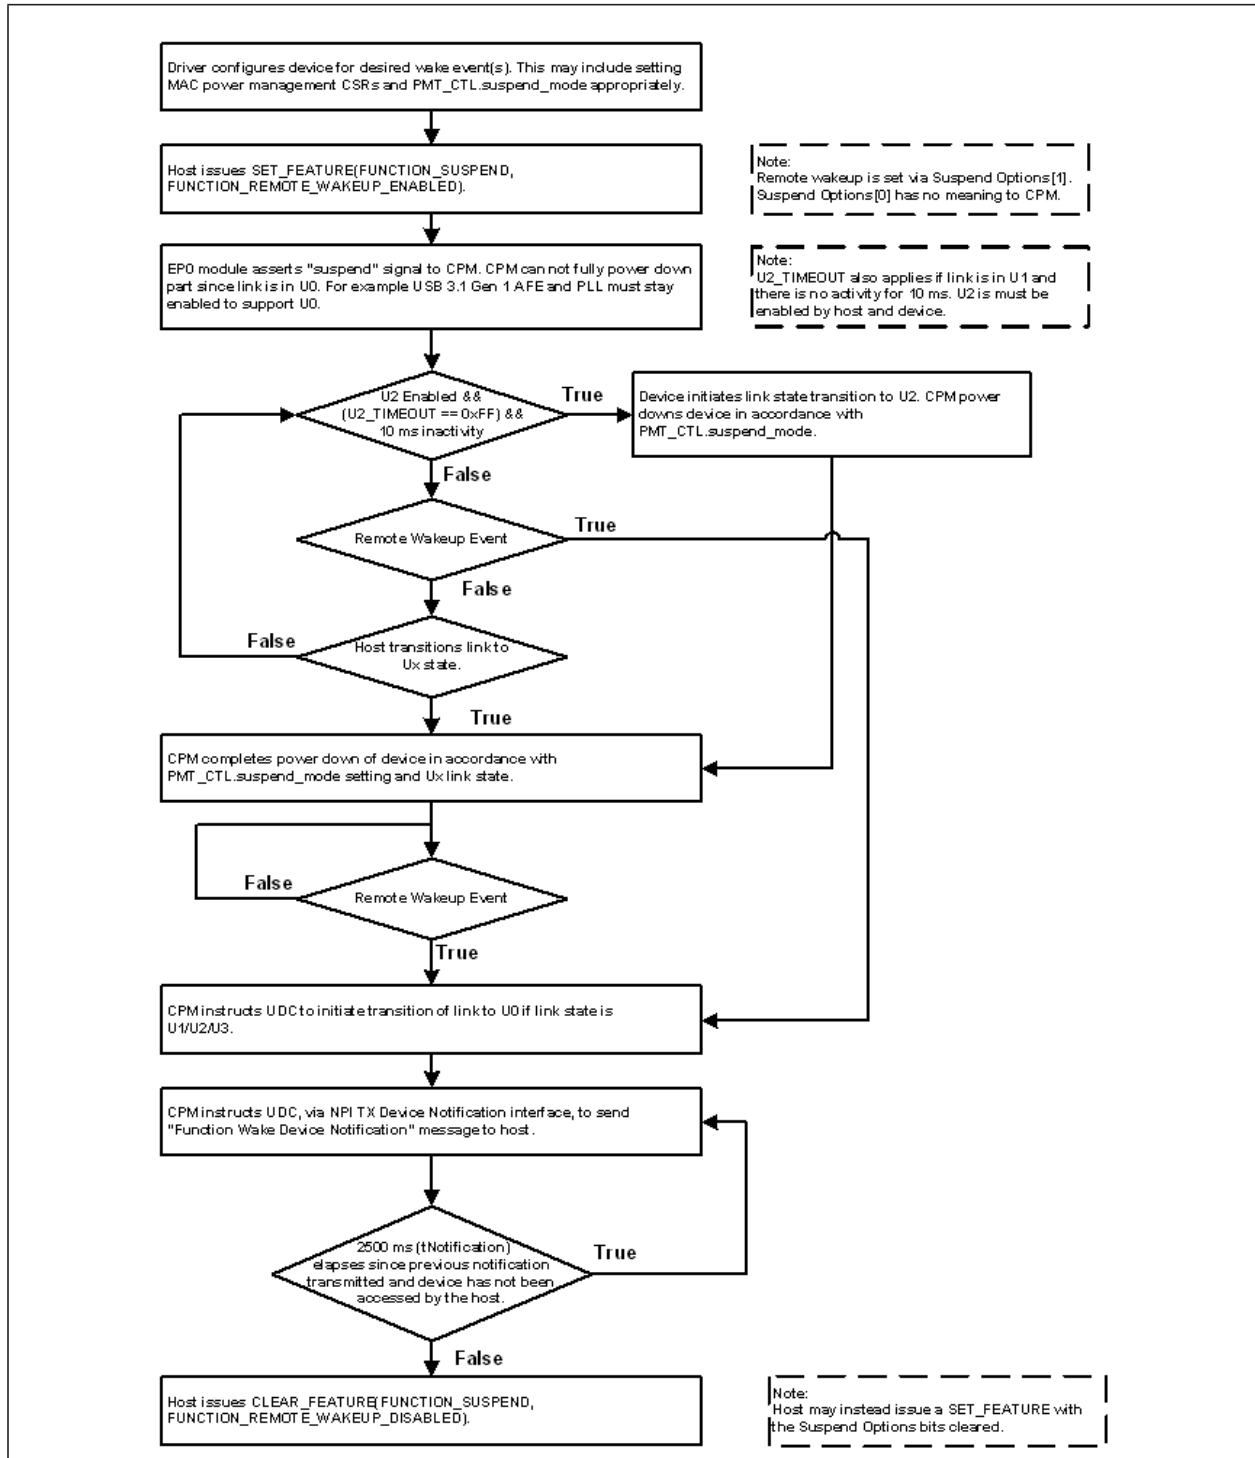 Driver configures device for desired wake event(s). This may include setting
MAC power management CSRs and PMT_CTL.suspend_mode appropriately.
Host issues SET_FEATURE(FUNCTION_SUSPEND,
FUNCTION_REMOTE_WAKEUP_ENABLED).
Note:
Remote wakeup is set via Suspend Options[1].
Suspend Options[0] has no meaning to CPM.
EP0 module asserts "suspend" signal to CPM. CPM can not fully power down
part since link is in U0. For example USB 3.1 Gen 1 AFE and PLL must stay
enabled to support U0.
Note:
U2_TIMEOUT also applies if link is in U1 and
there is no activity for 10 ms. U2 is must be
enabled by host and device.
U2 Enabled &&
(U2_TIMEOUT == 0xFF) &&
10 ms inactivity
True
Device initiates link state transition to U2. CPM power
downs device in accordance with
PMT_CTL.suspend_mode.
False
Remote Wakeup Event
True
False
Host transitions link to
Ux state.
False
True
CPM completes power down of device in accordance with
PMT_CTL.suspend_mode setting and Ux link state.
Remote Wakeup Event
False
True
CPM instructs UDC to initiate transition of link to U0 if link state is
U1/U2/U3.
CPM instructs UDC, via NPI TX Device Notification interface, to send
"Function Wake Device Notification" message to host.
2500 ms (tNotification)
elapses since previous notification
transmitted and device has not been
accessed by the host.
True
False
Host issues CLEAR_FEATURE(FUNCTION_SUSPEND,
FUNCTION_REMOTE_WAKEUP_DISABLED).
Note:
Host may instead issue a SET_FEATURE with
the Suspend Options bits cleared.